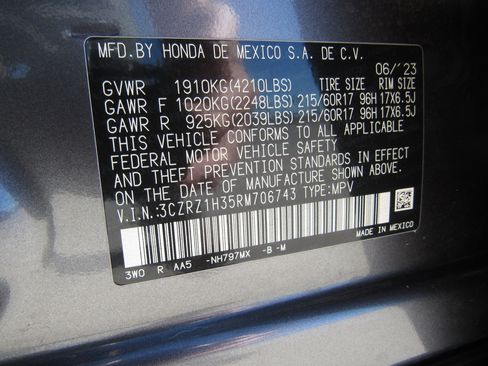 MFD.BY HONDA DE MEXICO S.A. DE C.V.
06/'23
GVWR 1910KG(4210LBS) TIRE SIZE RIM SIZE
GAWR F 1020KG(2248LBS) 215/60R17 96H 17X6.5J
GAWR R 925KG(2039LBS) 215/60R17 96H 17X6.5J
THIS VEHICLE CONFORMS TO ALL APPLICABLE
FEDERAL MOTOR VEHICLE SAFETY
AND THEFT PREVENTION STANDARDS IN EFFECT
ON THE DATE OF MANUFACTURE SHOWN ABOVE.
V.I.N.:3CZRZ1H35RM706743 TYPE:MPV
3W0 R AA5 -NH797MX -B-M MADE IN MEXICO